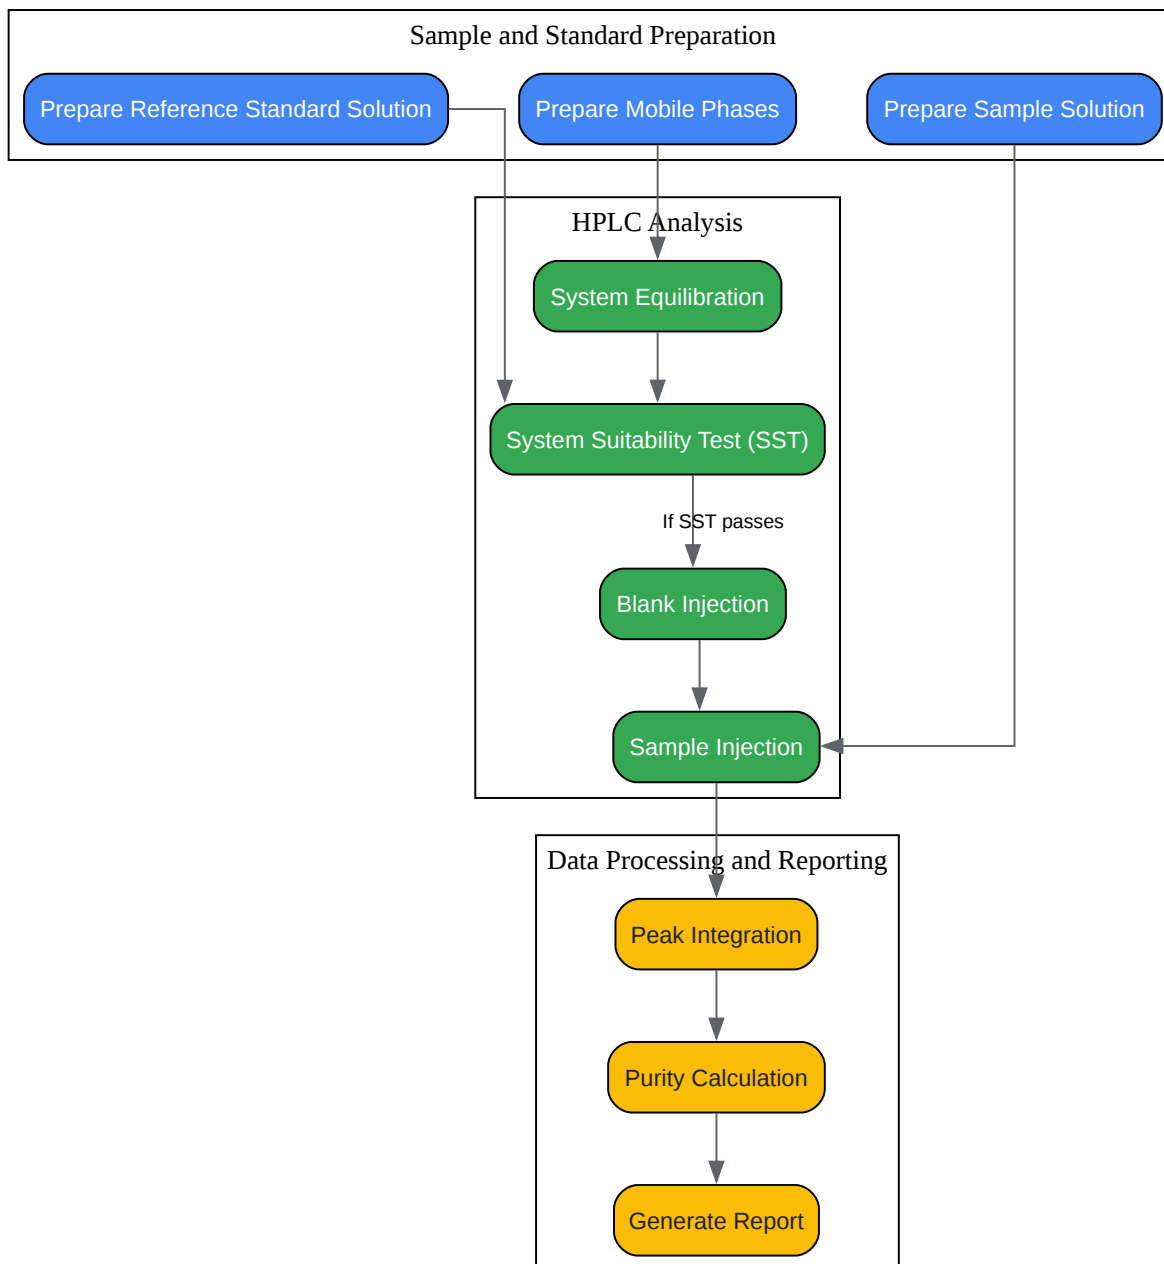 Sample and Standard Preparation
Prepare Reference Standard Solution
Prepare Mobile Phases
Prepare Sample Solution
HPLC Analysis
System Equilibration
System Suitability Test (SST)
If SST passes
Blank Injection
Sample Injection
Data Processing and Reporting
Peak Integration
Purity Calculation
Generate Report